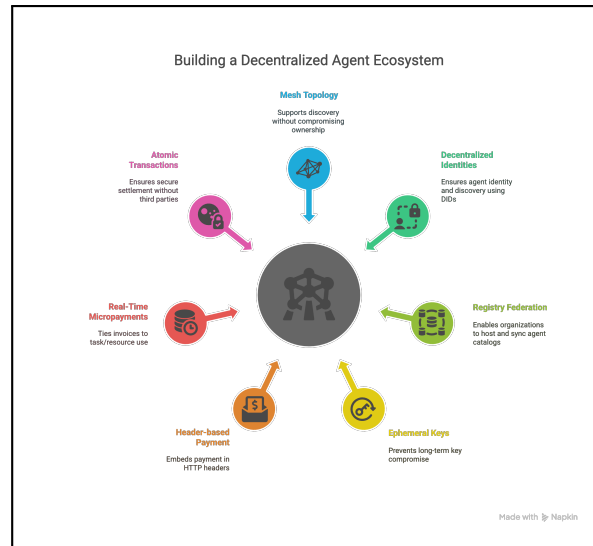 Building a Decentralized Agent Ecosystem
Mesh Topology
Supports discovery
without compromising
ownership
Atomic
Transactions
Ensures secure
settlement without
third parties
Decentralized
Identities
Ensures agent identity
and discovery using
DIDs
Real-Time
Micropayments
Ties invoices to
task/resource use
Registry Federation
Enables organizations
to host and sync agent
catalogs
Header-based
Payment
Embeds payment in
HTTP headers
Ephemeral Keys
Prevents long-term key
compromise
Made with Napkin